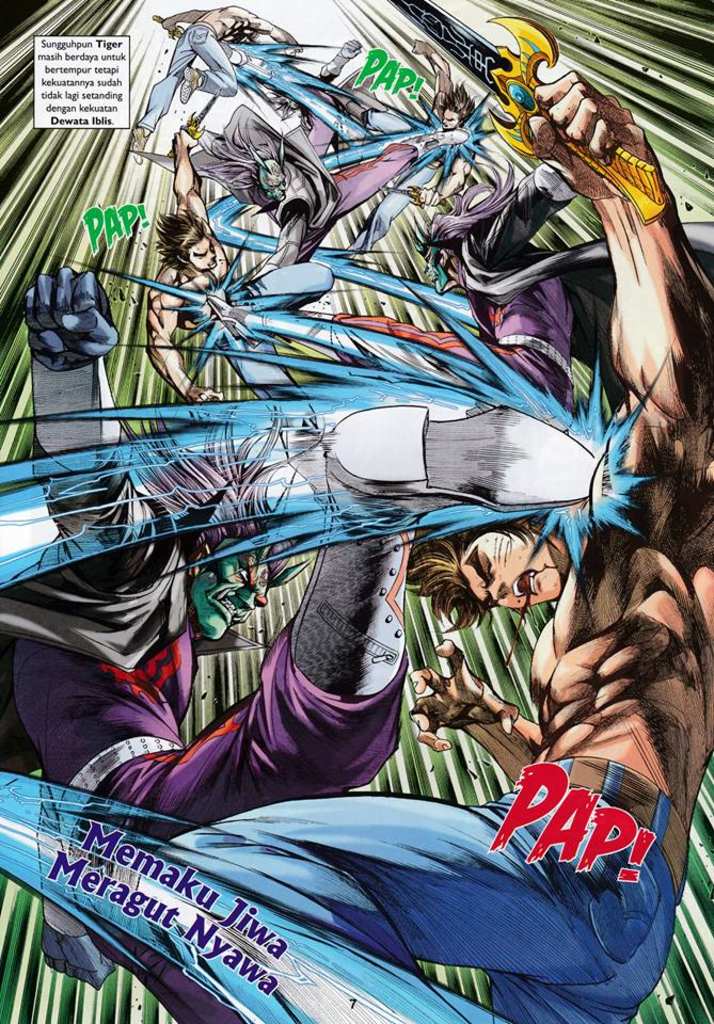 Sungguhpun Tiger
masih berdaya untuk
bertempur tetapi
kekuatannya sudah
tidak lagi setanding
dengan kekuatan
Dewata Iblis.
PAP!
PAP!
PAP!
Memaku Jiwa
Meragut Nyawa
7